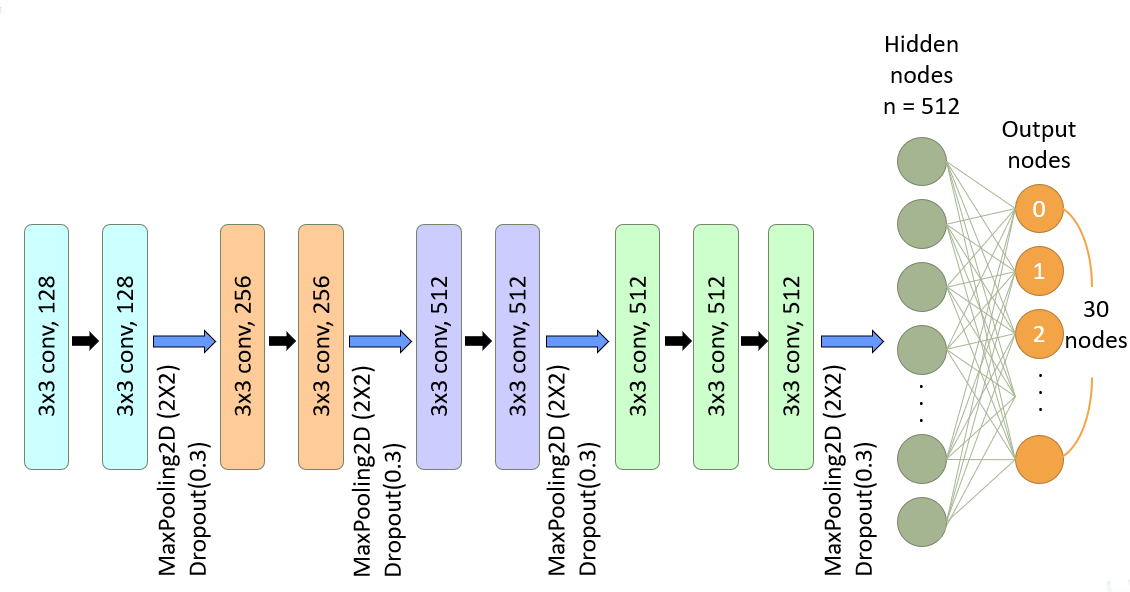 Hidden
nodes
n = 512
Output
nodes
3x3 conv, 128
3x3 conv, 128
MaxPooling2D (2X2)
Dropout(0.3)
3x3 conv, 256
3x3 conv, 256
MaxPooling2D (2X2)
Dropout(0.3)
3x3 conv, 512
3x3 conv, 512
MaxPooling2D (2X2)
Dropout(0.3)
3x3 conv, 512
3x3 conv, 512
3x3 conv, 512
MaxPooling2D (2X2)
Dropout(0.3)
0
1
2
30
nodes